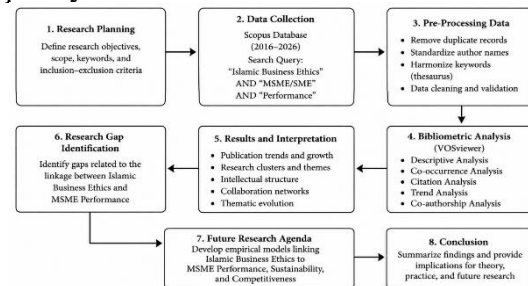 1. Research Planning
Define research objectives,
scope, keywords, and
inclusion–exclusion criteria
2. Data Collection
Scopus Database
(2016–2026)
Search Query:
"Islamic Business Ethics"
AND "MSME/SME"
AND "Performance"
3. Pre-Processing Data
• Remove duplicate records
• Standardize author names
• Harmonize keywords
(thesaurus)
• Data cleaning and validation
4. Bibliometric Analysis
(VOSviewer)
• Descriptive Analysis
• Co-occurrence Analysis
• Citation Analysis
• Trend Analysis
• Co-authorship Analysis
5. Results and Interpretation
• Publication trends and growth
• Research clusters and themes
• Intellectual structure
• Collaboration networks
• Thematic evolution
6. Research Gap
Identification
Identify gaps related to the
linkage between Islamic
Business Ethics and
MSME Performance
7. Future Research Agenda
Develop empirical models linking
Islamic Business Ethics to
MSME Performance, Sustainability,
and Competitiveness
8. Conclusion
Summarize findings and provide
implications for theory,
practice, and future research